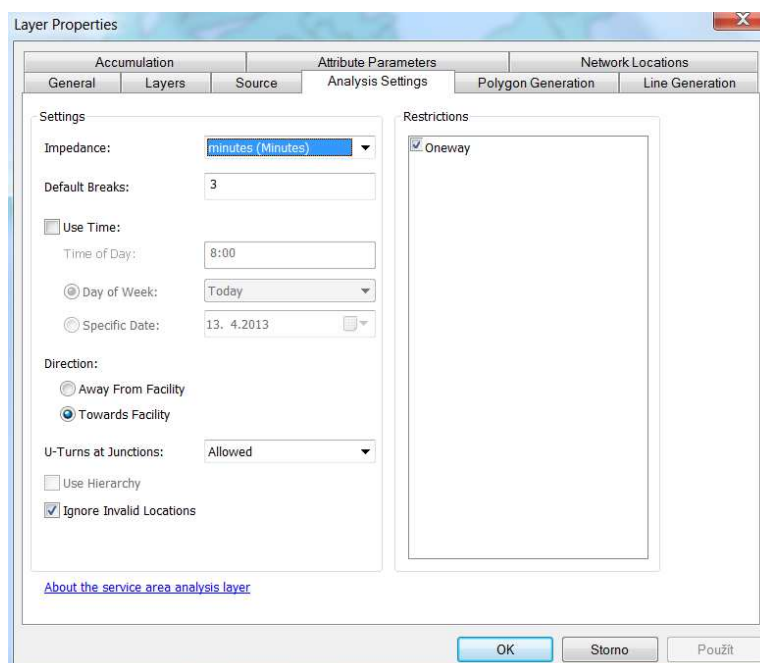 Layer Properties
Accumulation Attribute Parameters Network Locations
General Layers Source Analysis Settings Polygon Generation Line Generation
Settings
Impedance: minutes (Minutes)
Default Breaks: 3
Use Time:
Time of Day: 8:00
Day of Week: Today
Specific Date: 13. 4.2013
Direction:
Away From Facility
Towards Facility
U-Turns at Junctions: Allowed
Use Hierarchy
Ignore Invalid Locations
About the service area analysis layer
Restrictions
Oneway
OK Storno Použít